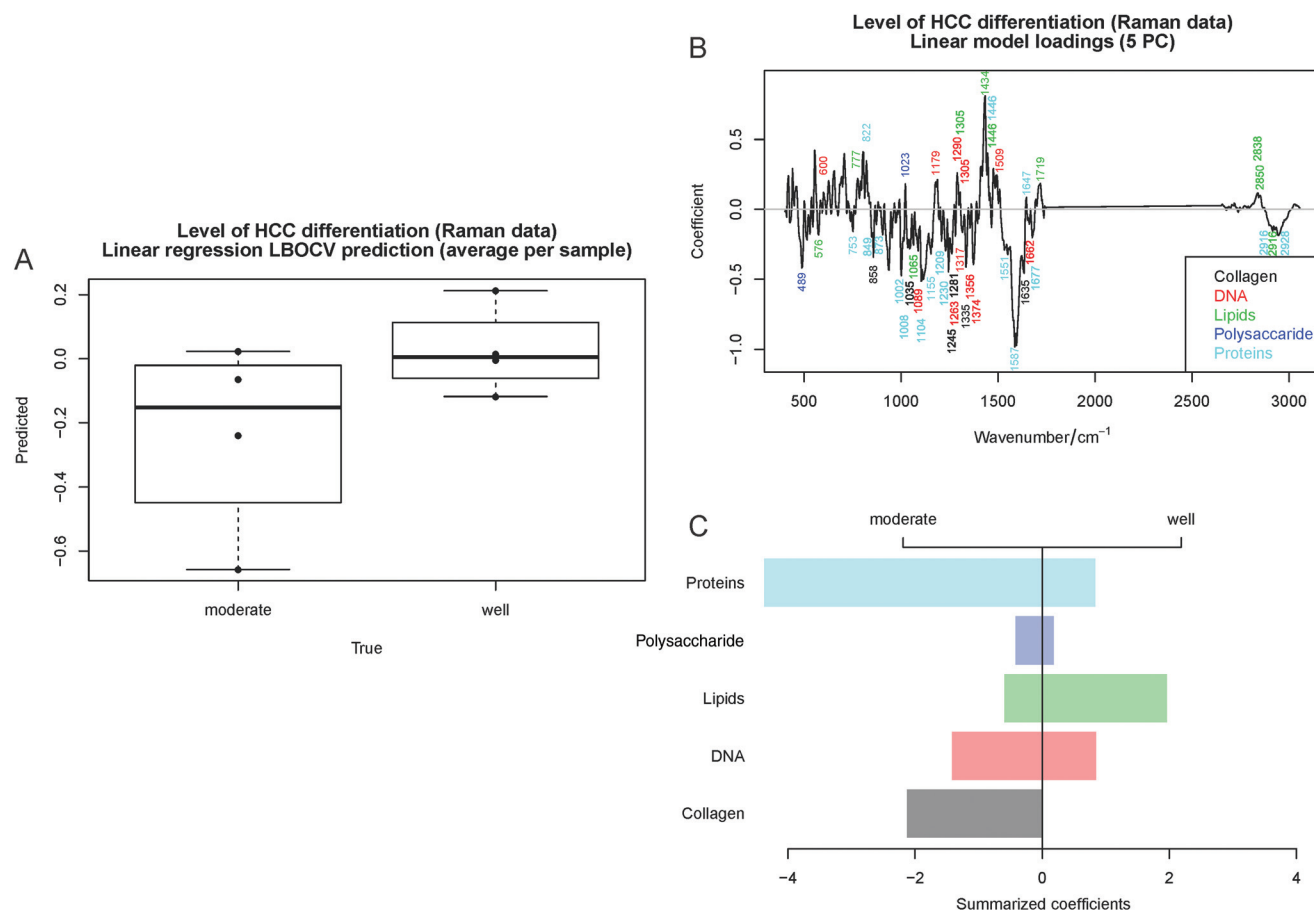 A
Level of HCC differentiation (Raman data)
Linear regression LBOCV prediction (average per sample)
Predicted
0.2
0.0
−0.2
−0.4
−0.6
moderate
well
True
B
Level of HCC differentiation (Raman data)
Linear model loadings (5 PC)
Coefficient
0.5
0.0
−0.5
−1.0
489
576
600
753
777
822
849
858
873
1002
1008
1023
1035
1065
1089
1104
1155
1179
1209
1230
1245
1263
1281
1290
1305
1305
1317
1335
1356
1374
1434
1446
1446
1509
1551
1587
1635
1647
1662
1677
1719
2850
2838
2916
2916
2928
Collagen
DNA
Lipids
Polysaccaride
Proteins
500
1000
1500
2000
2500
3000
Wavenumber/cm−1
C
moderate
well
Proteins
Polysaccharide
Lipids
DNA
Collagen
−4
−2
0
2
4
Summarized coefficients